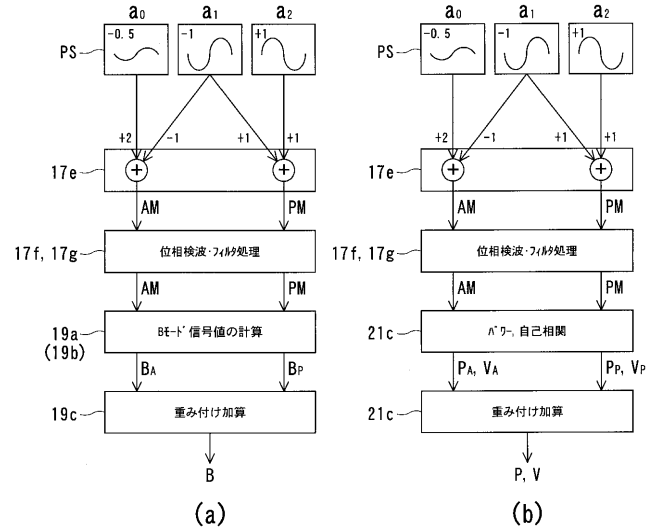 a0 a1 a2
PS -0.5 -1 +1
+2 -1 +1 +1
17e + +
AM PM
17f, 17g 位相検波・フィルタ処理
AM PM
19a (19b) Bモード信号値の計算
BA BP
19c 重み付け加算
B
(a)
a0 a1 a2
PS -0.5 -1 +1
+2 -1 +1 +1
17e + +
AM PM
17f, 17g 位相検波・フィルタ処理
AM PM
21c パワー, 自己相関
PA, VA PP, VP
21c 重み付け加算
P, V
(b)